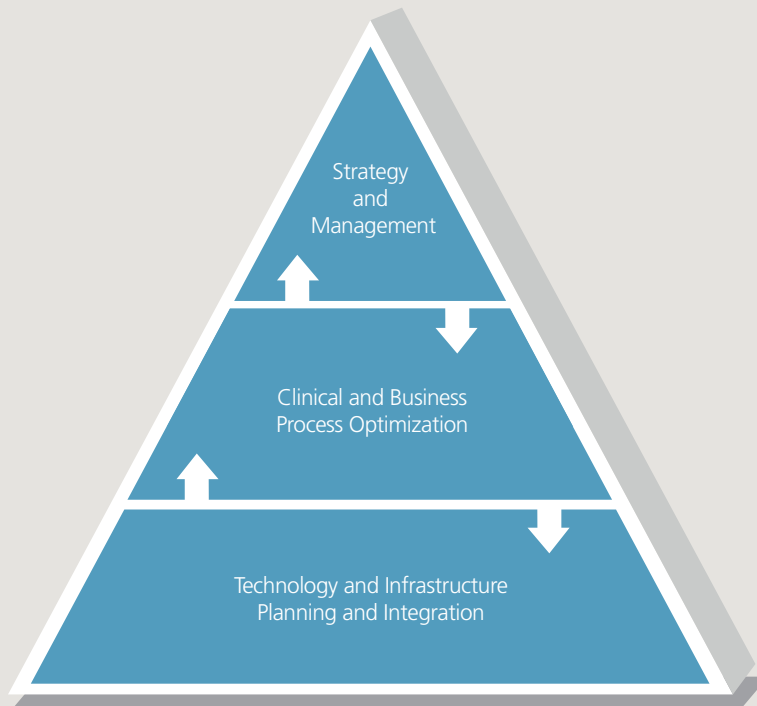 Strategy
and
Management
Clinical and Business
Process Optimization
Technology and Infrastructure
Planning and Integration